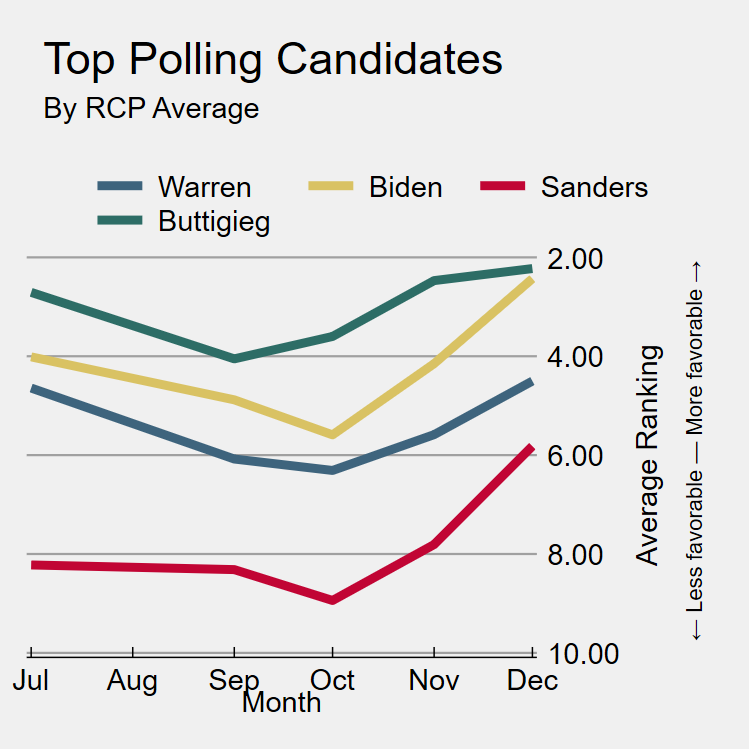 Top Polling Candidates
By RCP Average
Warren Biden Sanders
Buttigieg
2.00
4.00
6.00
8.00
10.00
Average Ranking
← Less favorable — More favorable →
Jul Aug Sep Oct Nov Dec
Month